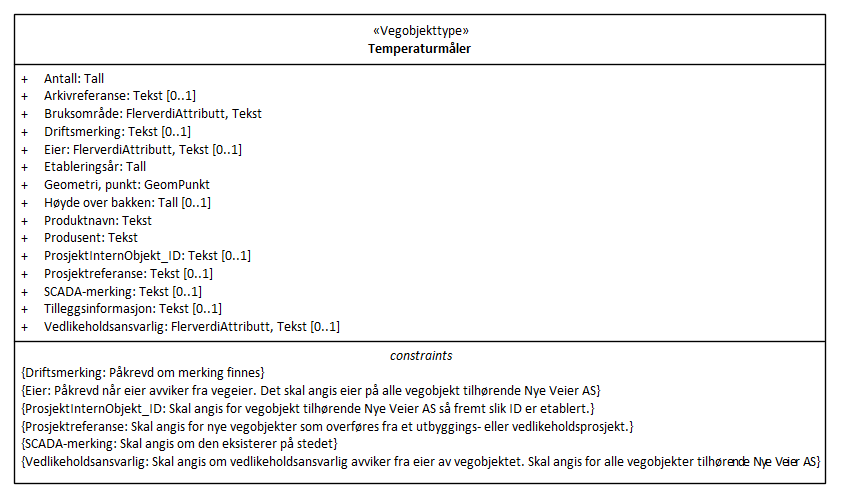 «Vegobjekttype»
Temperaturmåler
+ Antall: Tall
+ Arkivreferanse: Tekst [0..1]
+ Bruksområde: FlerverdiAttributt, Tekst
+ Driftsmerking: Tekst [0..1]
+ Eier: FlerverdiAttributt, Tekst [0..1]
+ Etableringsår: Tall
+ Geometri, punkt: GeomPunkt
+ Høyde over bakken: Tall [0..1]
+ Produktnavn: Tekst
+ Produsent: Tekst
+ ProsjektInternObjekt_ID: Tekst [0..1]
+ Prosjektreferanse: Tekst [0..1]
+ SCADA-merking: Tekst [0..1]
+ Tilleggsinformasjon: Tekst [0..1]
+ Vedlikeholdsansvarlig: FlerverdiAttributt, Tekst [0..1]
constraints
{Driftsmerking: Påkrevd om merking finnes}
{Eier: Påkrevd når eier avviker fra vegeier. Det skal angis eier på alle vegobjekt tilhørende Nye Veier AS}
{ProsjektInternObjekt_ID: Skal angis for vegobjekt tilhørende Nye Veier AS så fremt slik ID er etablert.}
{Prosjektreferanse: Skal angis for nye vegobjekter som overføres fra et utbyggings- eller vedlikeholdsprosjekt.}
{SCADA-merking: Skal angis om den eksisterer på stedet}
{Vedlikeholdsansvarlig: Skal angis om vedlikeholdsansvarlig avviker fra eier av vegobjektet. Skal angis for alle vegobjekter tilhørende Nye Veier AS}